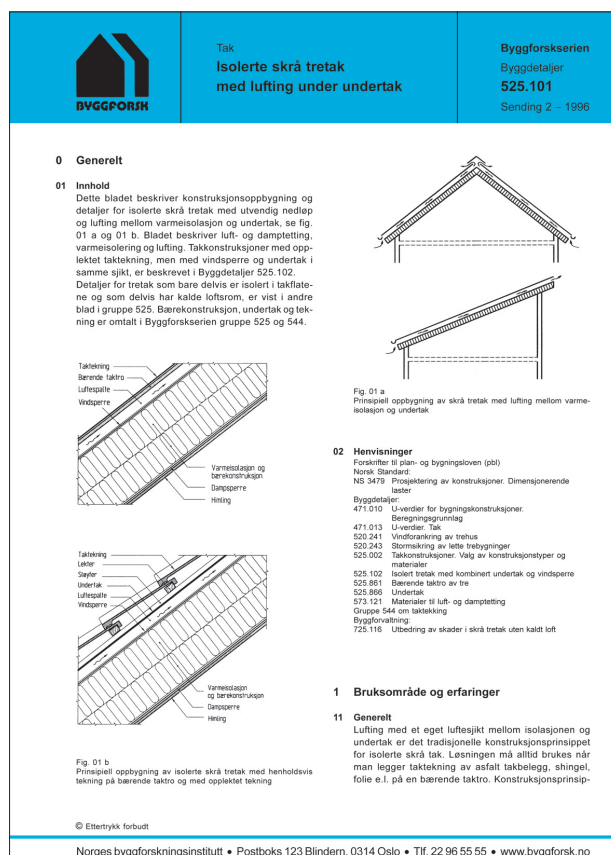 BYGGFORSK
Tak
Isolerte skrå tretak
med lufting under undertak
Byggforskserien
Byggdetaljer
525.101
Sending 2 – 1996
0 Generelt
01 Innhold
Dette bladet beskriver konstruksjonsoppbygning og
detaljer for isolerte skrå tretak med utvendig nedløp
og lufting mellom varmeisolasjon og undertak, se fig.
01 a og 01 b. Bladet beskriver luft- og damptetting,
varmeisolering og lufting. Takkonstruksjoner med opp-
lektet taktekning, men med vindsperre og undertak i
samme sjikt, er beskrevet i Byggdetaljer 525.102.
Detaljer for tretak som bare delvis er isolert i takflate-
ne og som delvis har kalde loftsrom, er vist i andre
blad i gruppe 525. Bærekonstruksjon, undertak og tek-
ning er omtalt i Byggforskserien gruppe 525 og 544.
Taktekning
Bærende taktro
Luftespalte
Vindsperre
Varmeisolasjon og
bærekonstruksjon
Dampsperre
Himling
Taktekning
Lekter
Sløyfer
Undertak
Luftespalte
Vindsperre
Varmeisolasjon
og bærekonstruksjon
Dampsperre
Himling
Fig. 01 b
Prinsipiell oppbygning av isolerte skrå tretak med henholdsvis
tekning på bærende taktro og med opplektet tekning
Fig. 01 a
Prinsipiell oppbygning av skrå tretak med lufting mellom varme-
isolasjon og undertak
02 Henvisninger
Forskrifter til plan- og bygningsloven (pbl)
Norsk Standard:
NS 3479 Prosjektering av konstruksjoner. Dimensjonerende
laster
Byggdetaljer:
471.010 U-verdier for bygningskonstruksjoner.
Beregningsgrunnlag
471.013 U-verdier. Tak
520.241 Vindforankring av trehus
520.243 Stormsikring av lette trebygninger
525.002 Takkonstruksjoner. Valg av konstruksjonstyper og
materialer
525.102 Isolert tretak med kombinert undertak og vindsperre
525.861 Bærende taktro av tre
525.866 Undertak
573.121 Materialer til luft- og damptetting
Gruppe 544 om taktekking
Byggforvaltning:
725.116 Utbedring av skader i skrå tretak uten kaldt loft
1 Bruksområde og erfaringer
11 Generelt
Lufting med et eget luftesjikt mellom isolasjonen og
undertak er det tradisjonelle konstruksjonsprinsippet
for isolerte skrå tak. Løsningen må alltid brukes når
man legger taktekning av asfalt takbelegg, shingel,
folie e.l. på en bærende taktro. Konstruksjonsprinsip-
© Ettertrykk forbudt
Norges byggforskningsinstitutt • Postboks 123 Blindern, 0314 Oslo • Tlf. 22 96 55 55 • www.byggforsk.no